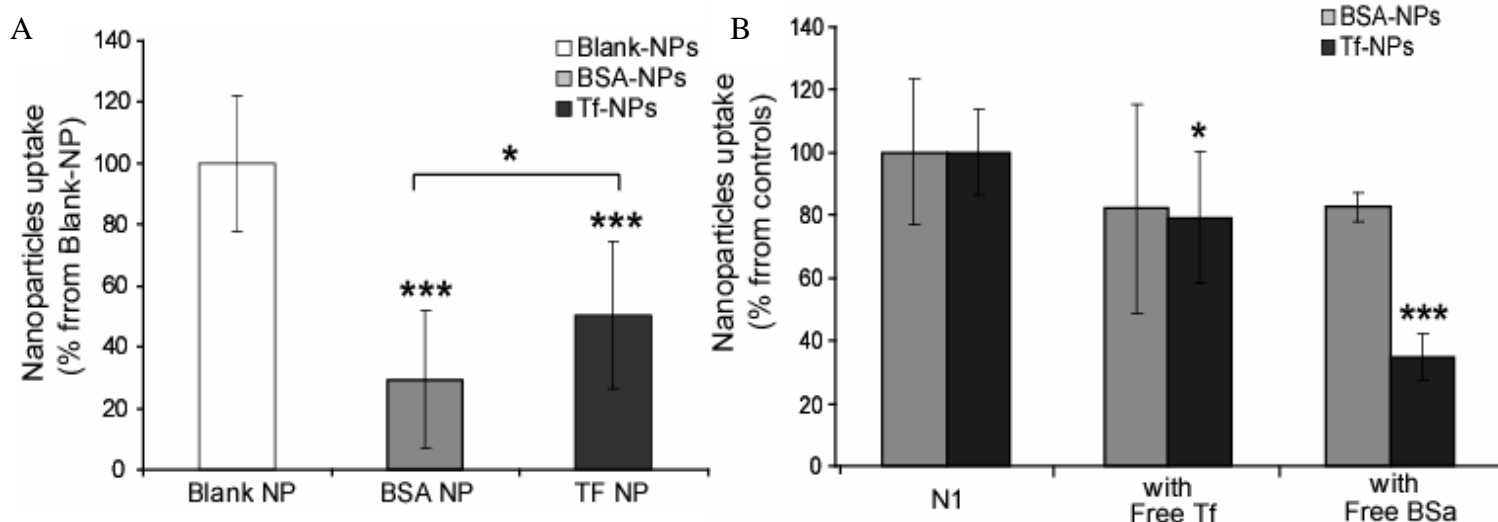 A
Nanoparticles uptake
(% frrom Blank-NP)
140
120
100
80
60
40
20
0
Blank-NPs
BSA-NPs
Tf-NPs
*
***
***
Blank NP
BSA NP
TF NP
B
Nanoparticles uptake
(% frrom controls)
140
120
100
80
60
40
20
0
BSA-NPs
Tf-NPs
*
***
N1
with
Free Tf
with
Free BSa